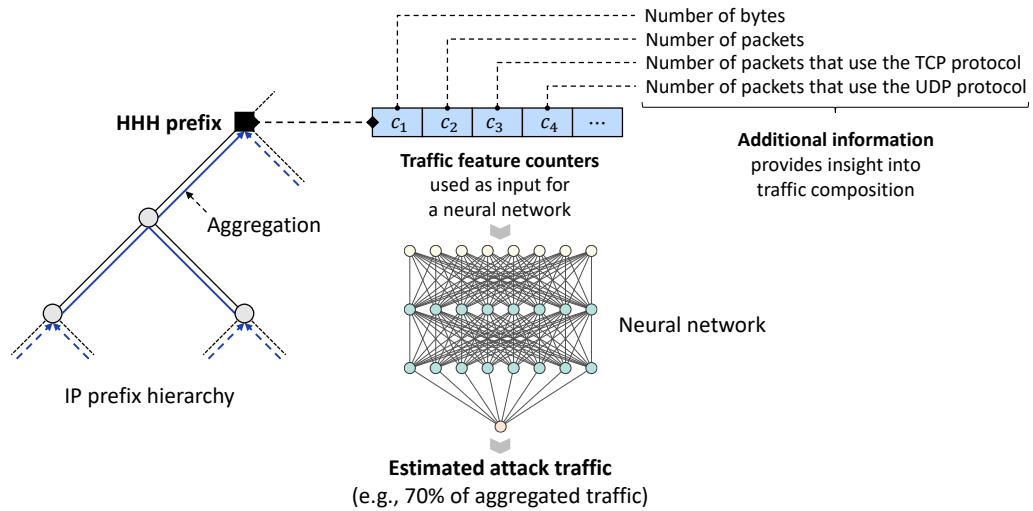 Number of bytes
Number of packets
Number of packets that use the TCP protocol
Number of packets that use the UDP protocol
HHH prefix
c1 c2 c3 c4 ⋯
Traffic feature counters
used as input for
a neural network
Additional information
provides insight into
traffic composition
Aggregation
Neural network
IP prefix hierarchy
Estimated attack traffic
(e.g., 70% of aggregated traffic)